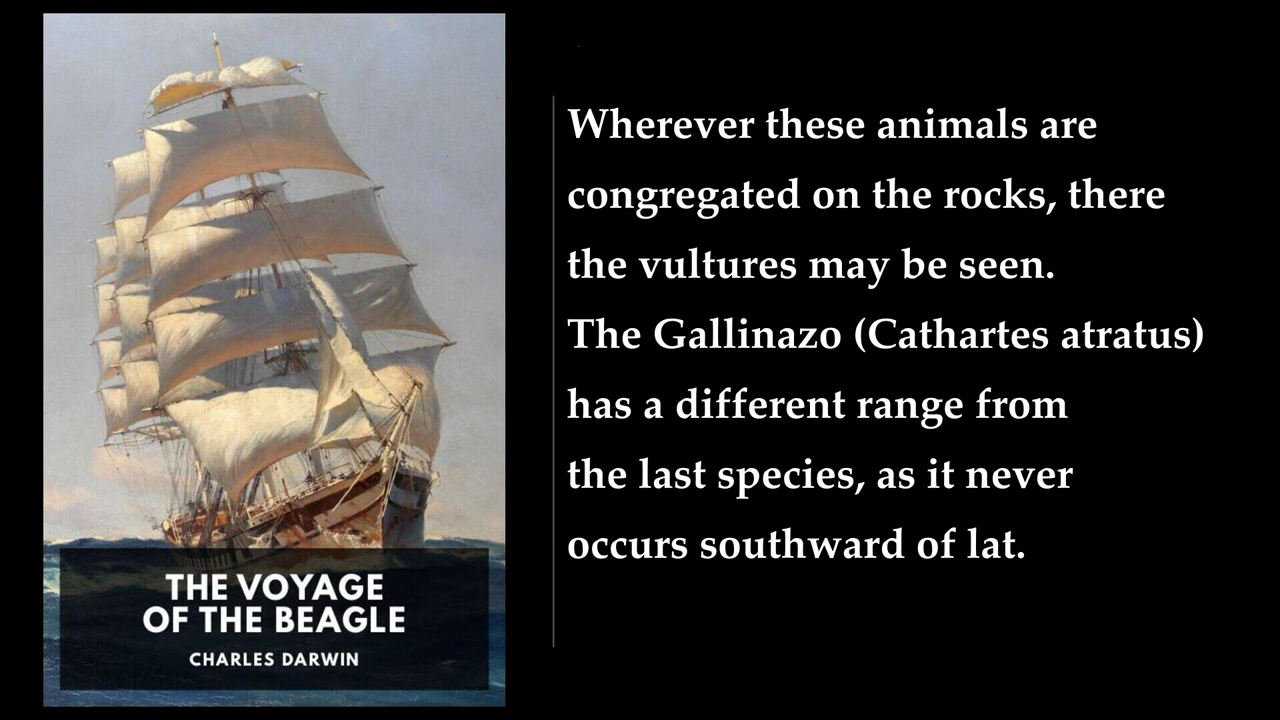 THE VOYAGE
OF THE BEAGLE
CHARLES DARWIN
Wherever these animals are
congregated on the rocks, there
the vultures may be seen.
The Gallinazo (Cathartes atratus)
has a different range from
the last species, as it never
occurs southward of lat.